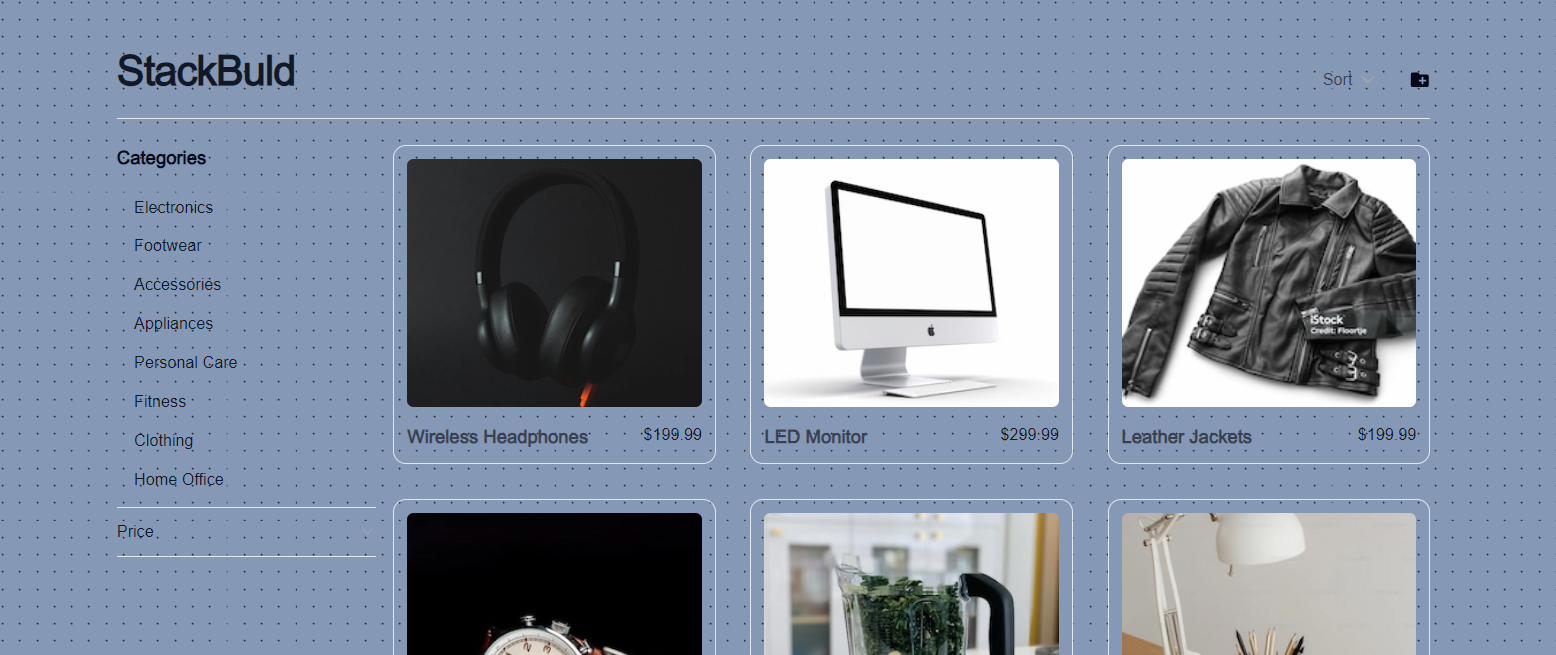 StackBuld
Sort
Categories
Electronics
Footwear
Accessories
Appliances
Personal Care
Fitness
Clothing
Home Office
Price
iStock
Credit: Floortje
Wireless Headphones $199.99
LED Monitor $299.99
Leather Jackets $199.99